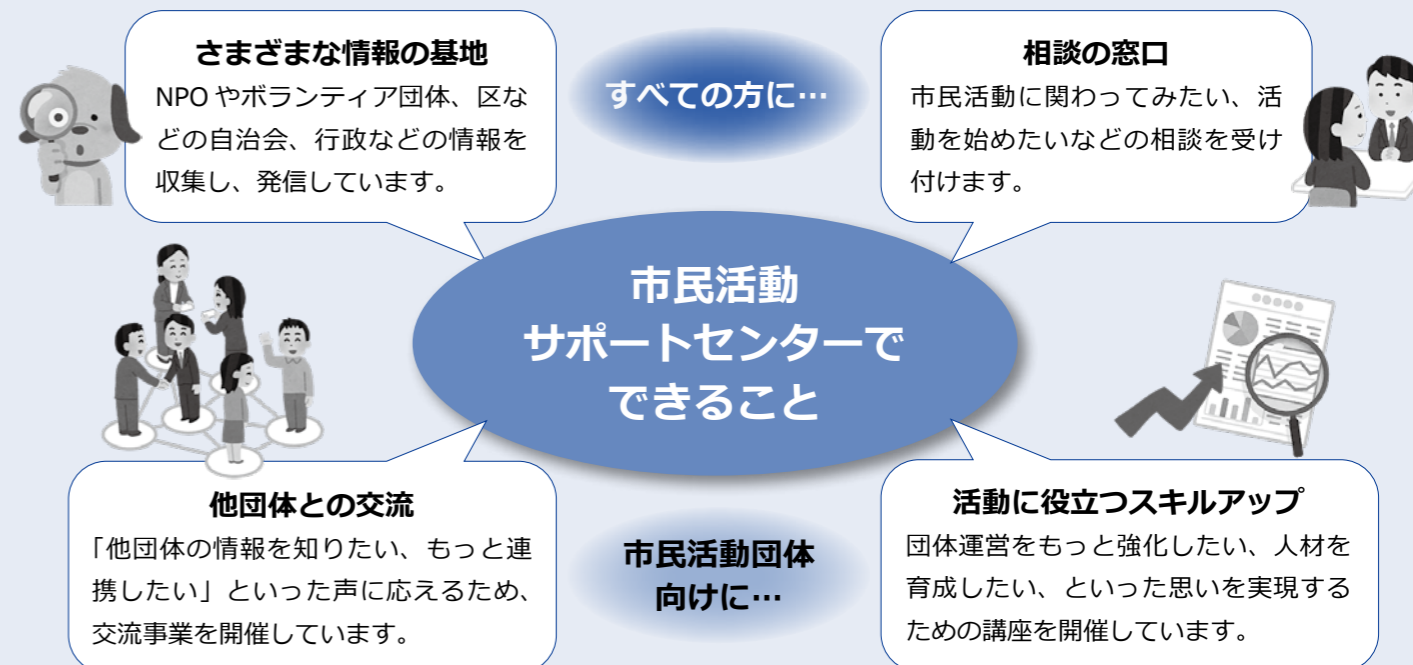 さまざまな情報の基地
NPO やボランティア団体、区な
どの自治会、行政などの情報を
収集し、発信しています。
すべての方に…
相談の窓口
市民活動に関わってみたい、活
動を始めたいなどの相談を受け
付けます。
市民活動
サポートセンターで
できること
他団体との交流
「他団体の情報を知りたい、もっと連
携したい」といった声に応えるため、
交流事業を開催しています。
市民活動団体
向けに…
活動に役立つスキルアップ
団体運営をもっと強化したい、人材を
育成したい、といった思いを実現する
ための講座を開催しています。